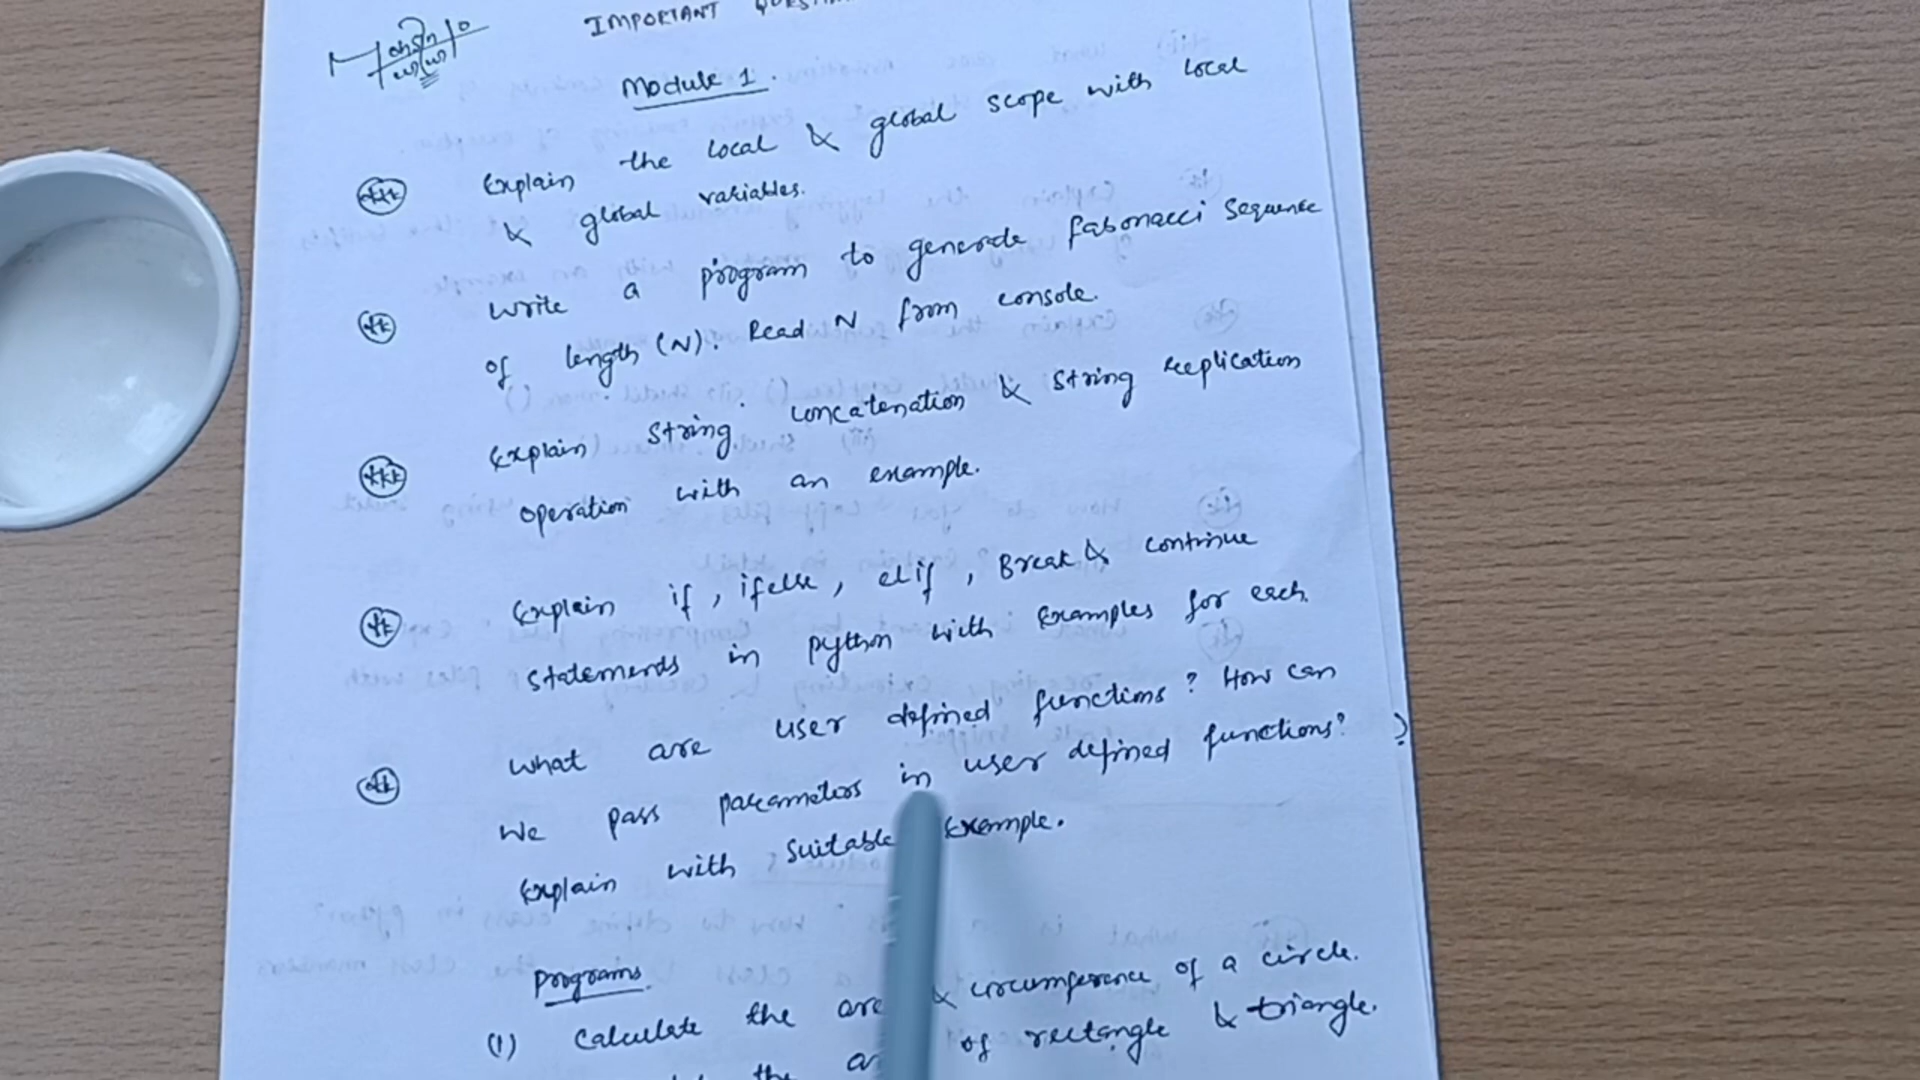 IMPORTANT
Module 1.
Explain the local & global scope with local
& global variables.
write a program to generate fabonacci sequence
of length (N). Read N from console.
Explain string concatenation & string replication
operation with an example.
Explain if, ifelse, elif, Break & continue
statements in python with Examples for each
what are user defined functions? How can
we pass parameters in user defined functions? ?
Explain with suitable Example.
Programs
(1) Calculate the are & circumference of a circle.
the of rectangle & triangle.